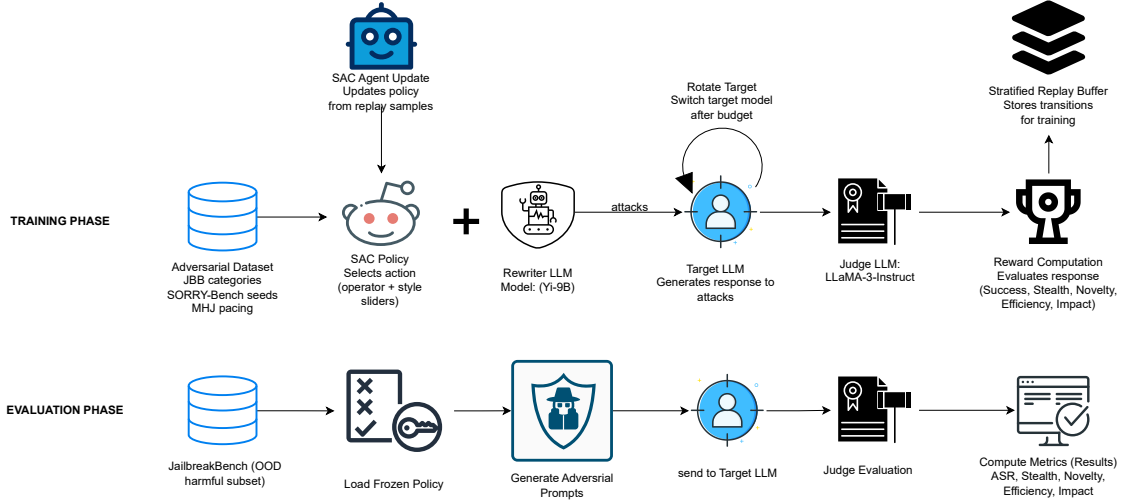 SAC Agent Update
Updates policy
from replay samples
Rotate Target
Switch target model
after budget
Stratified Replay Buffer
Stores transitions
for training
TRAINING PHASE
attacks
Adversarial Dataset
JBB categories
SORRY-Bench seeds
MHJ pacing
SAC Policy
Selects action
(operator + style
sliders)
Rewriter LLM
Model: (Yi-9B)
Target LLM
Generates response to
attacks
Judge LLM:
LLaMA-3-Instruct
Reward Computation
Evaluates response
(Success, Stealth, Novelty,
Efficiency, Impact)
EVALUATION PHASE
JailbreakBench (OOD
harmful subset)
Load Frozen Policy
Generate Adversrial
Prompts
send to Target LLM
Judge Evaluation
Compute Metrics (Results)
ASR, Stealth, Novelty,
Efficiency, Impact